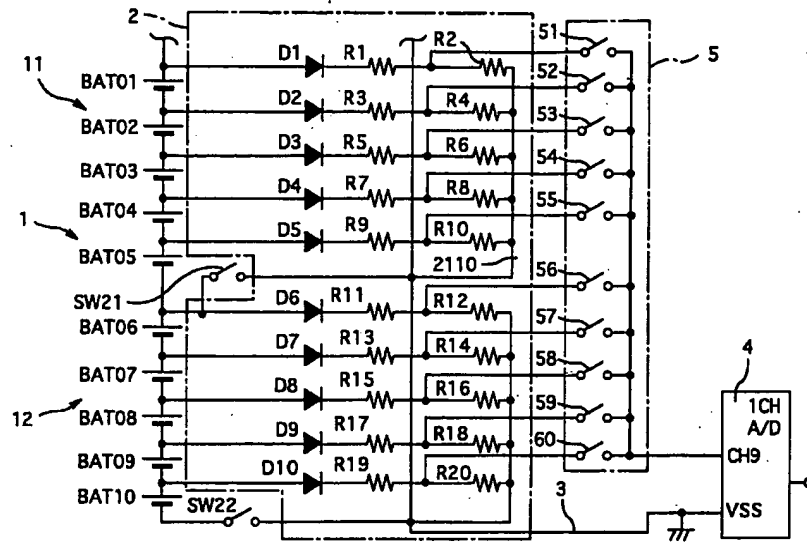 2
D1
R1
R2
51
5
11
BAT01
52
D2
R3
R4
BAT02
53
D3
R5
R6
BAT03
54
D4
R7
R8
BAT04
55
1
D5
R9
R10
BAT05
2110
56
SW21
D6
R11
R12
BAT06
57
D7
R13
R14
BAT07
58
4
12
D8
R15
R16
1CH
A/D
BAT08
59
D9
R17
R18
60
CH9
BAT09
D10
R19
R20
BAT10
SW22
3
VSS